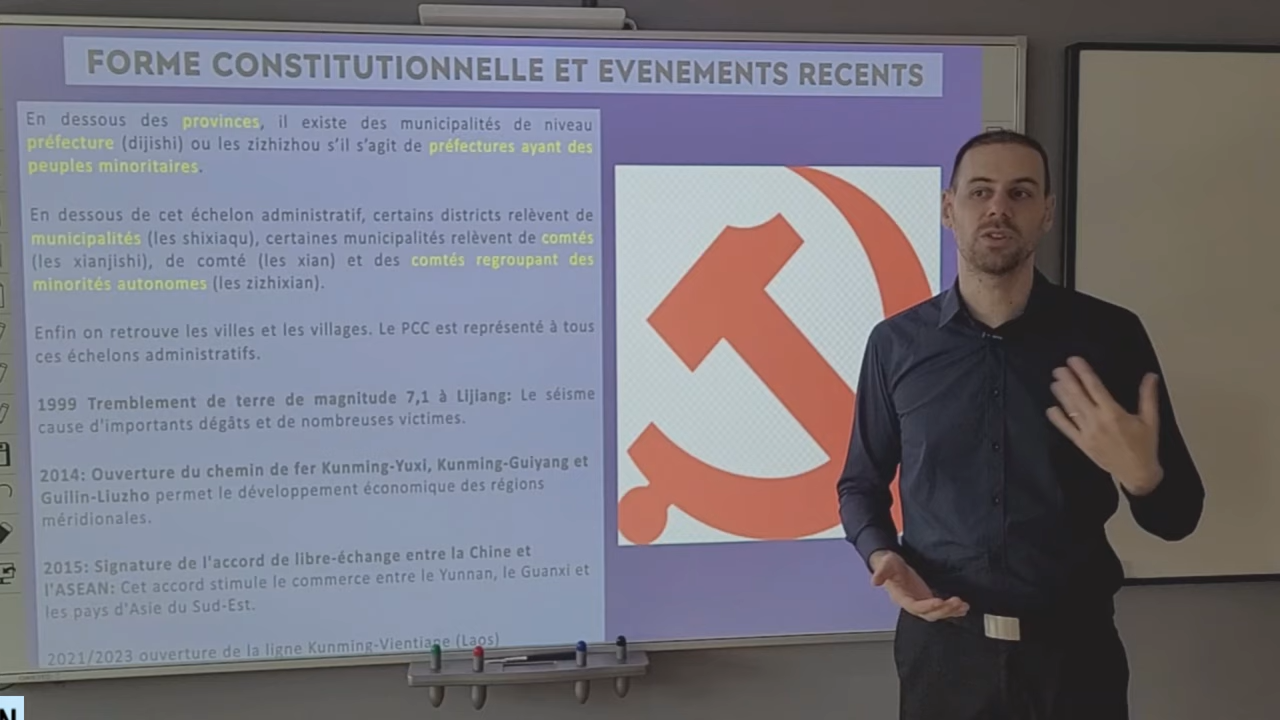 FORME CONSTITUTIONNELLE ET EVENEMENTS RECENTS
En dessous des provinces, il existe des municipalités de niveau
préfecture (dijishi) ou les zizhizhou s’il s’agit de préfectures ayant des
peuples minoritaires.
En dessous de cet échelon administratif, certains districts relèvent de
municipalités (les shixiaqu), certaines municipalités relèvent de comtés
(les xianjishi), de comté (les xian) et des comtés regroupant des
minorités autonomes (les zizhixian).
Enfin on retrouve les villes et les villages. Le PCC est représenté à tous
ces échelons administratifs.
1999 Tremblement de terre de magnitude 7,1 à Lijiang: Le séisme
cause d'importants dégâts et de nombreuses victimes.
2014: Ouverture du chemin de fer Kunming-Yuxi, Kunming-Guiyang et
Guilin-Liuzho permet le développement économique des régions
méridionales.
2015: Signature de l'accord de libre-échange entre la Chine et
l'ASEAN: Cet accord stimule le commerce entre le Yunnan, le Guanxi et
les pays d'Asie du Sud-Est.
2021/2023 ouverture de la ligne Kunming-Vientiane (Laos)
N